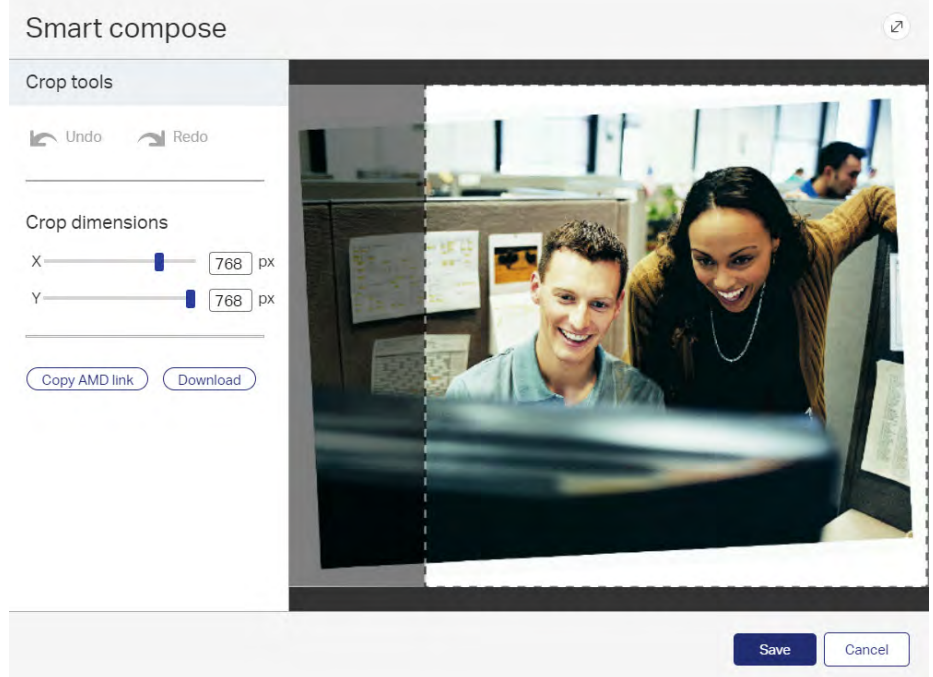 Smart compose
Crop tools
Undo Redo
Crop dimensions
X 768 px
Y 768 px
Copy AMD link Download
Save Cancel